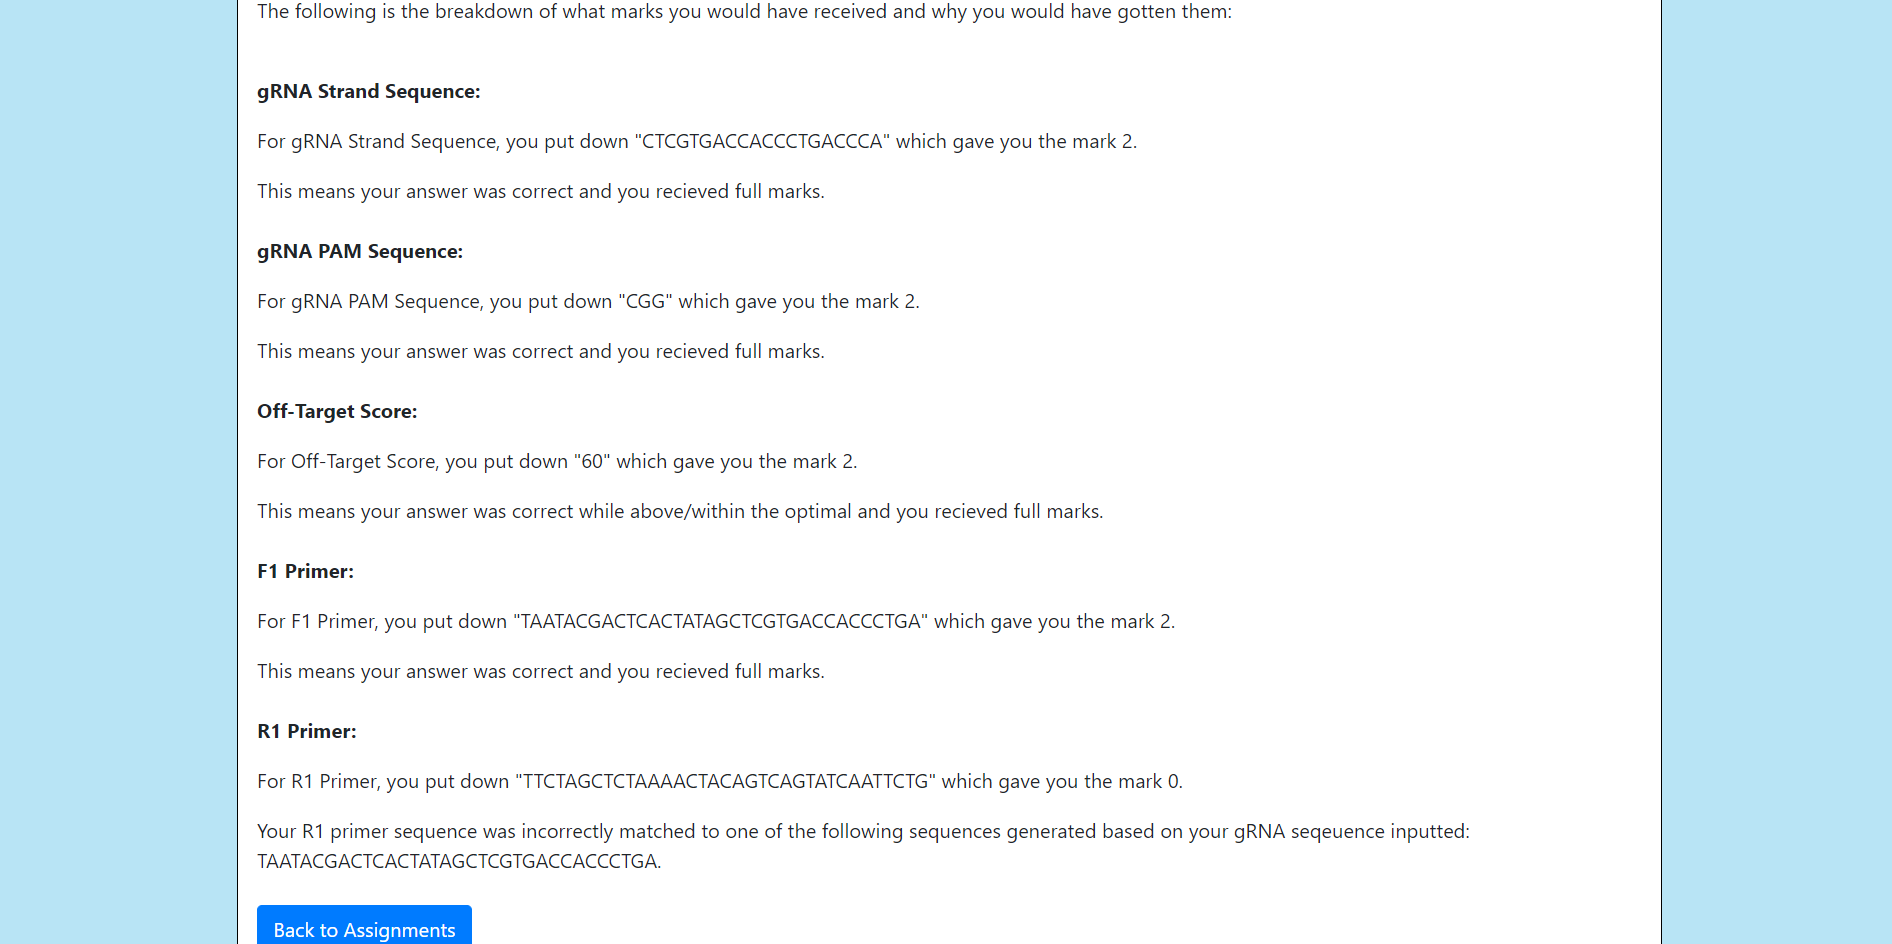 The following is the breakdown of what marks you would have received and why you would have gotten them:
gRNA Strand Sequence:
For gRNA Strand Sequence, you put down "CTCGTGACCACCCTGACCCA" which gave you the mark 2.
This means your answer was correct and you recieved full marks.
gRNA PAM Sequence:
For gRNA PAM Sequence, you put down "CGG" which gave you the mark 2.
This means your answer was correct and you recieved full marks.
Off-Target Score:
For Off-Target Score, you put down "60" which gave you the mark 2.
This means your answer was correct while above/within the optimal and you recieved full marks.
F1 Primer:
For F1 Primer, you put down "TAATACGACTCACTATAGCTCGTGACCACCCTGA" which gave you the mark 2.
This means your answer was correct and you recieved full marks.
R1 Primer:
For R1 Primer, you put down "TTCTAGCTCTAAAACTACAGTCAGTATCAATTCTG" which gave you the mark 0.
Your R1 primer sequence was incorrectly matched to one of the following sequences generated based on your gRNA seqeuence inputted:
TAATACGACTCACTATAGCTCGTGACCACCCTGA.
Back to Assignments